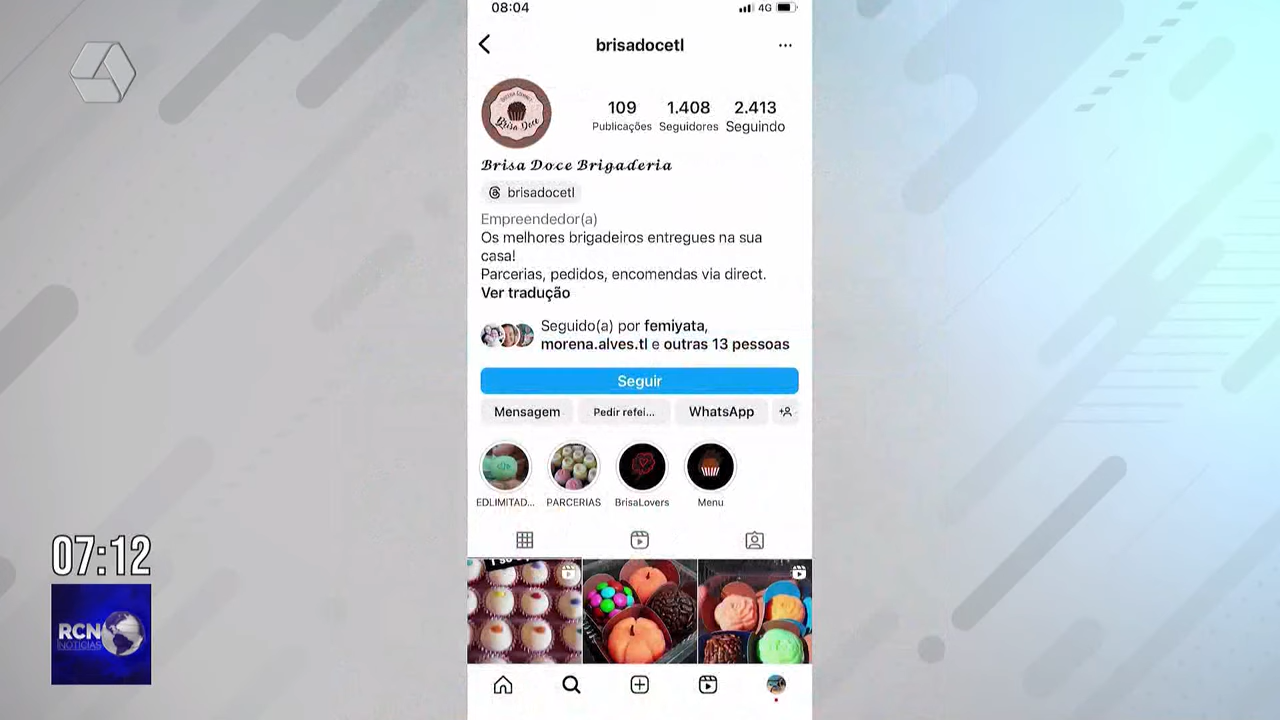 08:04
4G
brisadocetl
109
1.408
2.413
Publicações
Seguidores
Seguindo
Brisa Doce
Brisa Doce Brigaderia
brisadocetl
Empreendedor(a)
Os melhores brigadeiros entregues na sua
casa!
Parcerias, pedidos, encomendas via direct.
Ver tradução
Seguido(a) por femiyata,
morena.alves.tl e outras 13 pessoas
Seguir
Mensagem
Pedir refei...
WhatsApp
EDLIMITAD...
PARCERIAS
BrisaLovers
Menu
07:12
RCN
NOTÍCIAS